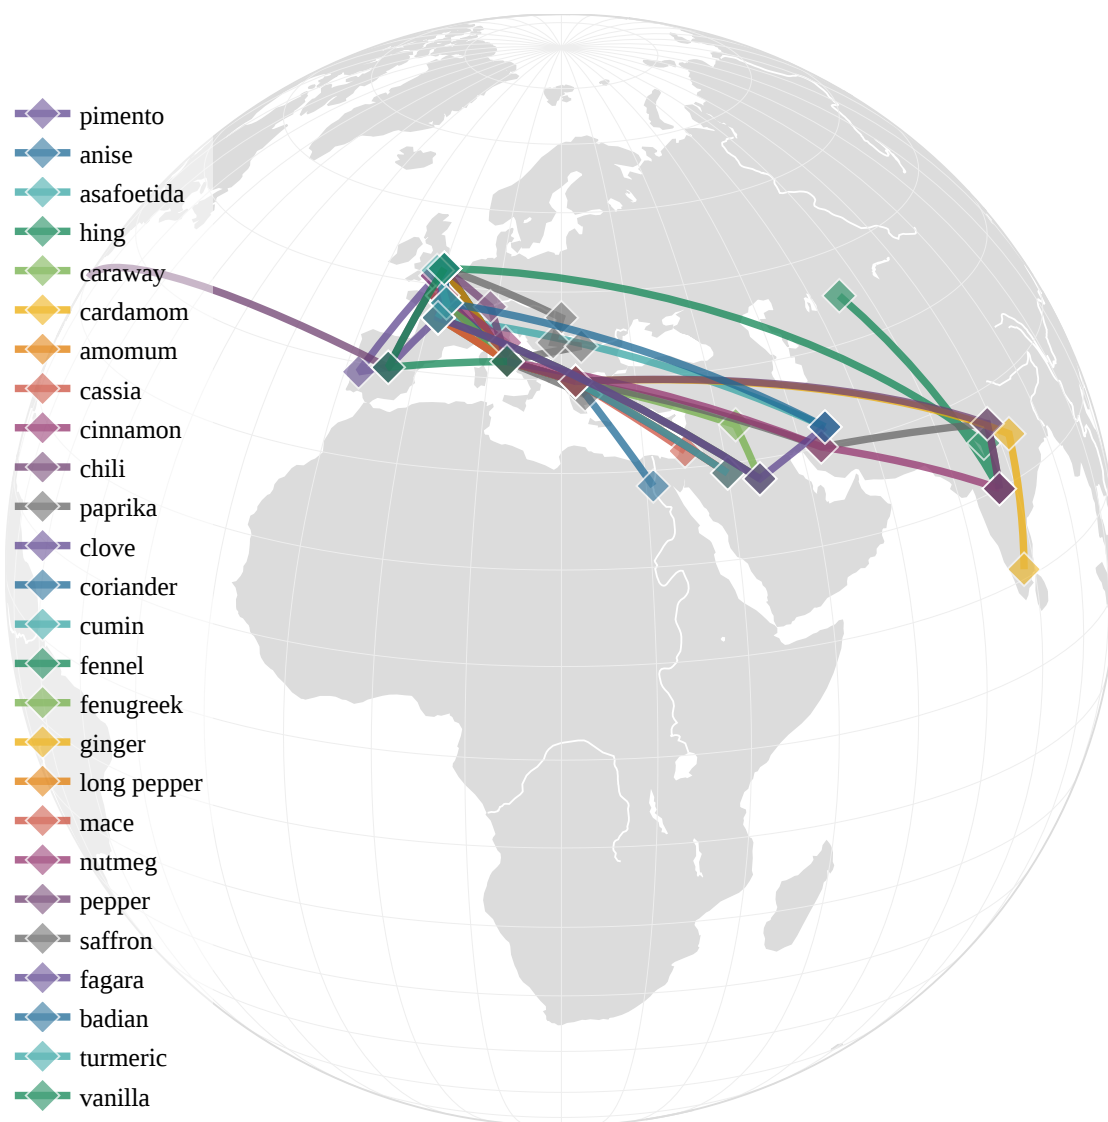 pimento
anise
asafoetida
hing
caraway
cardamom
amomum
cassia
cinnamon
chili
paprika
clove
coriander
cumin
fennel
fenugreek
ginger
long pepper
mace
nutmeg
pepper
saffron
fagara
badian
turmeric
vanilla